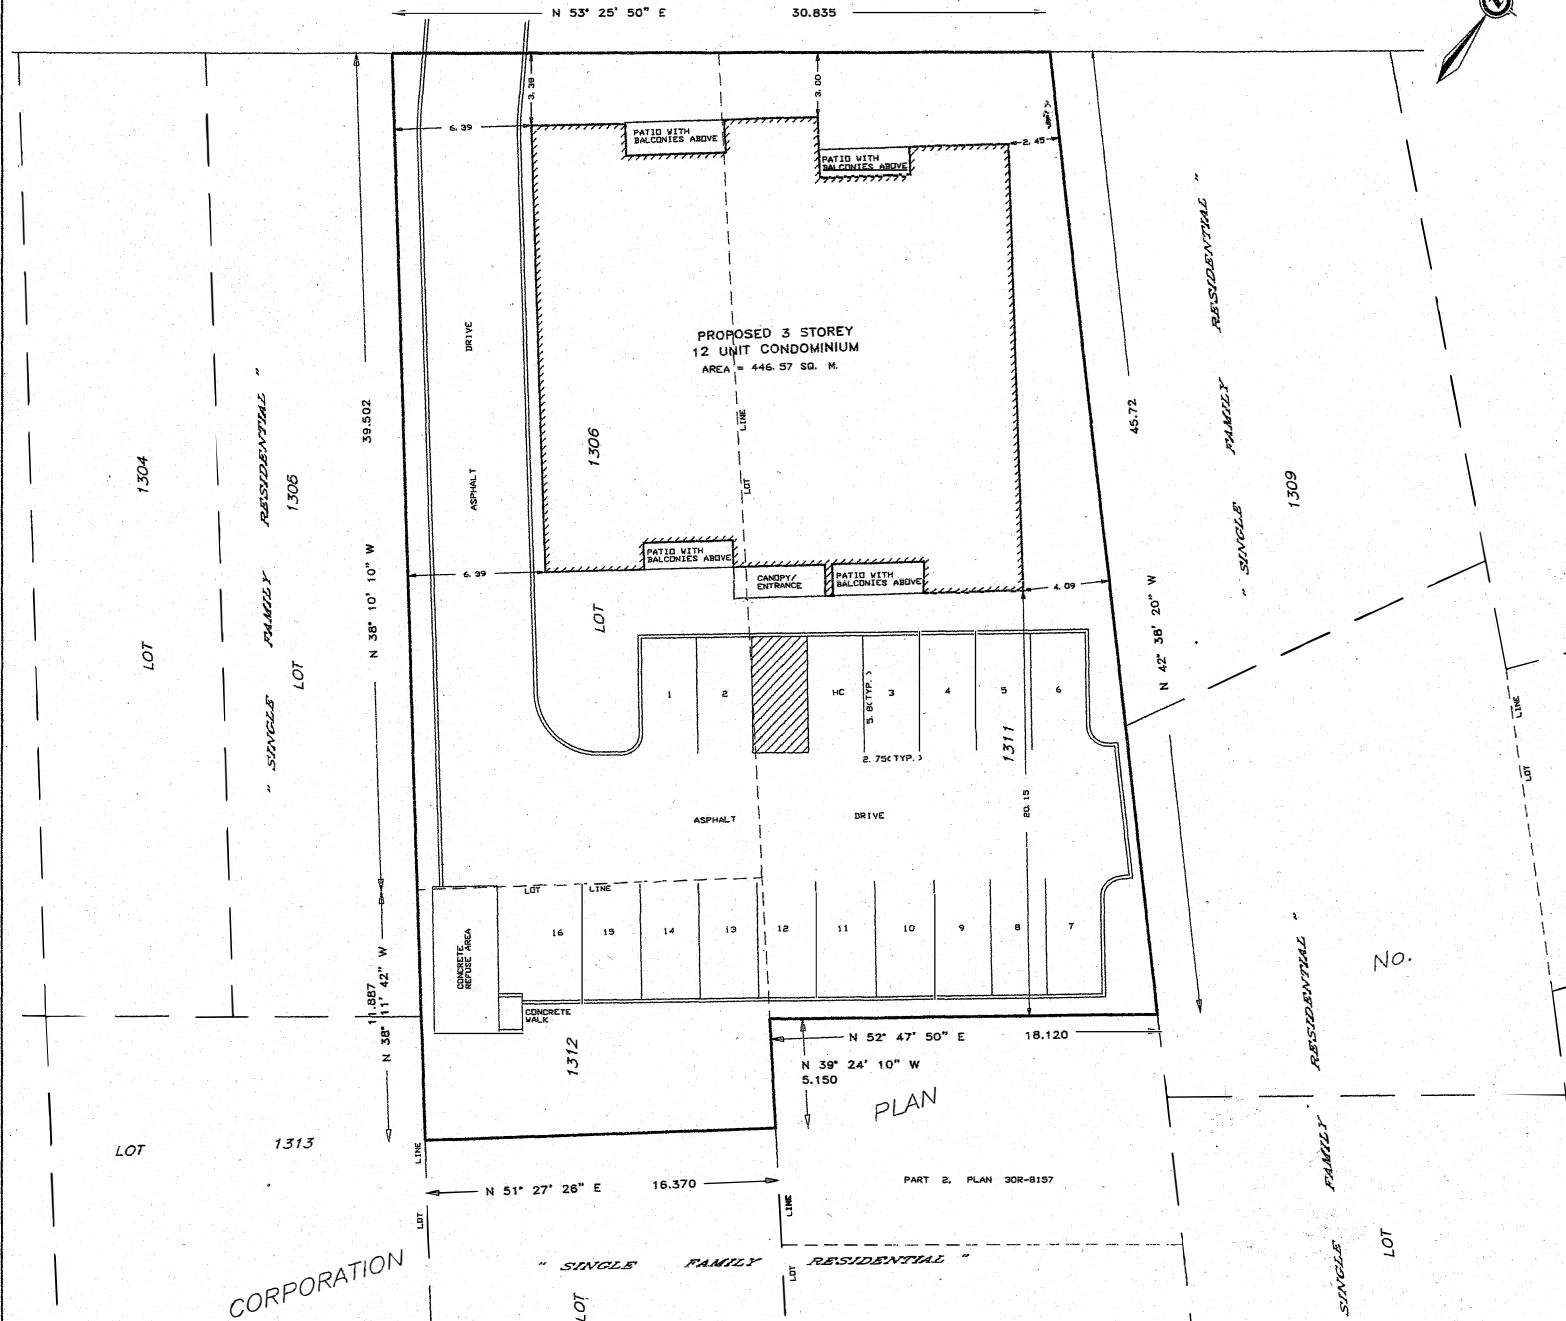 N 53° 25' 50" E 30.835
3.39
3.00
6.39
PATIO WITH
BALCONIES ABOVE
PATIO WITH
BALCONIES ABOVE
2.45
PROPOSED 3 STOREY
12 UNIT CONDOMINIUM
AREA = 446.57 SQ. M.
DRIVE
ASPHALT
39.502
N 38° 10' 10" W
45.72
N 42° 38' 20" W
" SINGLE FAMILY RESIDENTIAL "
" SINGLE FAMILY RESIDENTIAL "
1304
LOT
1305
LOT
1306
LOT
LINE
LOT
1309
6.39
PATIO WITH
BALCONIES ABOVE
CANOPY/
ENTRANCE
PATIO WITH
BALCONIES ABOVE
4.09
1
2
HC
3
4
5
6
5.8(TYP.)
2.75(TYP.)
1311
20.15
ASPHALT DRIVE
LINE
LOT
LOT LINE
CONCRETE
REFUSE AREA
16
15
14
13
12
11
10
9
8
7
CONCRETE
WALK
11.887
N 38° 11' 42" W
1312
N 52° 47' 50" E 18.120
N 39° 24' 10" W
5.150
PLAN
No.
LOT 1313
LINE
LOT
N 51° 27' 26" E 16.370
PART 2, PLAN 30R-8157
LINE
LOT
" SINGLE FAMILY RESIDENTIAL "
CORPORATION
LOT
SINGLE FAMILY RESIDENTIAL "
LOT